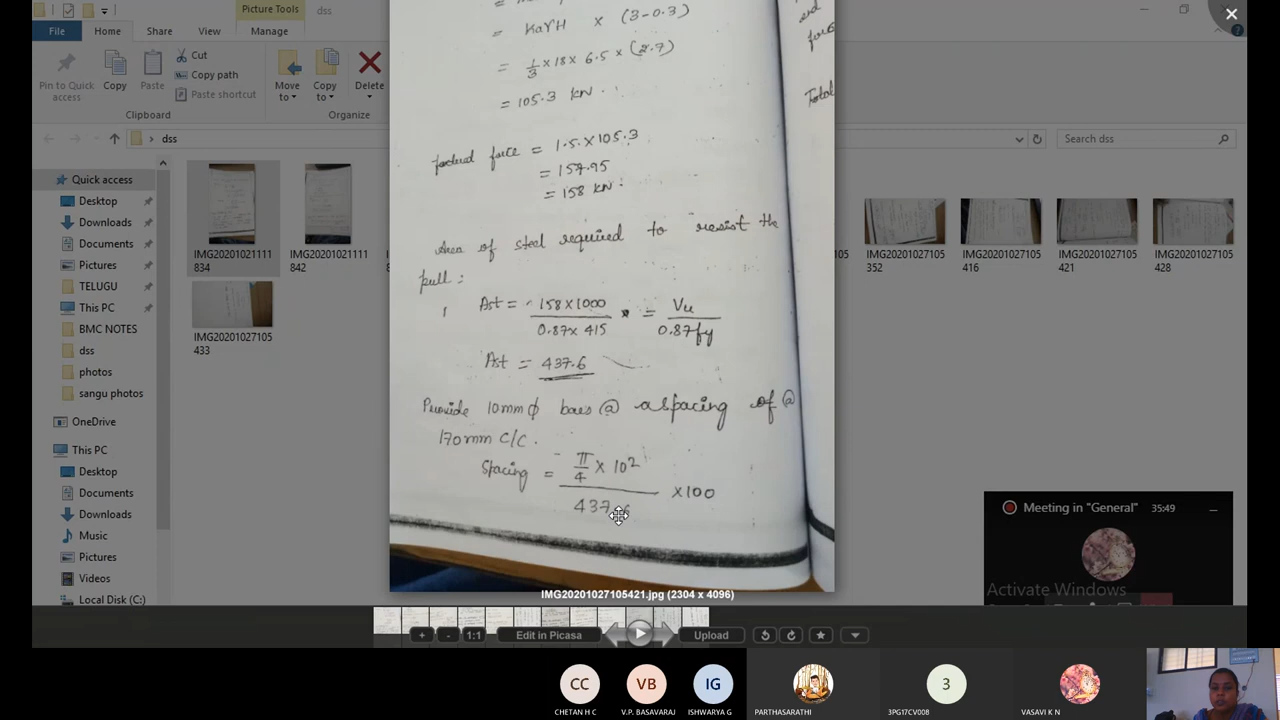 Picture Tools
dss
File
Home
Share
View
Manage
Pin to Quick access
Copy
Paste
Cut
Copy path
Paste shortcut
Clipboard
Move to
Copy To
Delete
Organize
dss
Search dss
Quick access
Desktop
Downloads
Documents
Pictures
TELUGU
This PC
BMC NOTES
dss
photos
sangu photos
OneDrive
This PC
Desktop
Documents
Downloads
Music
Pictures
Videos
Local Disk (C:)
IMG20201021111834
IMG20201021111842
352
IMG20201027105416
IMG20201027105421
IMG20201027105428
IMG20201027105433
= KaγH × (3-0.3)
= 1/3 × 18 × 6.5 × (2.7)
= 105.3 kN.
factored force = 1.5 × 105.3
= 157.95
= 158 kN.
Area of steel required to resist the
pull :
Ast = 158×1000 / 0.87×415 = Vu / 0.87fy
Ast = 437.6
Provide 10mm ϕ bars @ a spacing of @
170mm c/c.
Spacing = π/4 × 10² / 437. ×100
Total
IMG20201027105421.jpg (2304 x 4096)
+ - 1:1
Edit in Picasa
Upload
Meeting in "General"
35:49
Activate Windows
CC
CHETAN H C
VB
V.P. BASAVARAJ
IG
ISHWARYA G
PARTHASARATHI
3
3PG17CV008
VASAVI K N